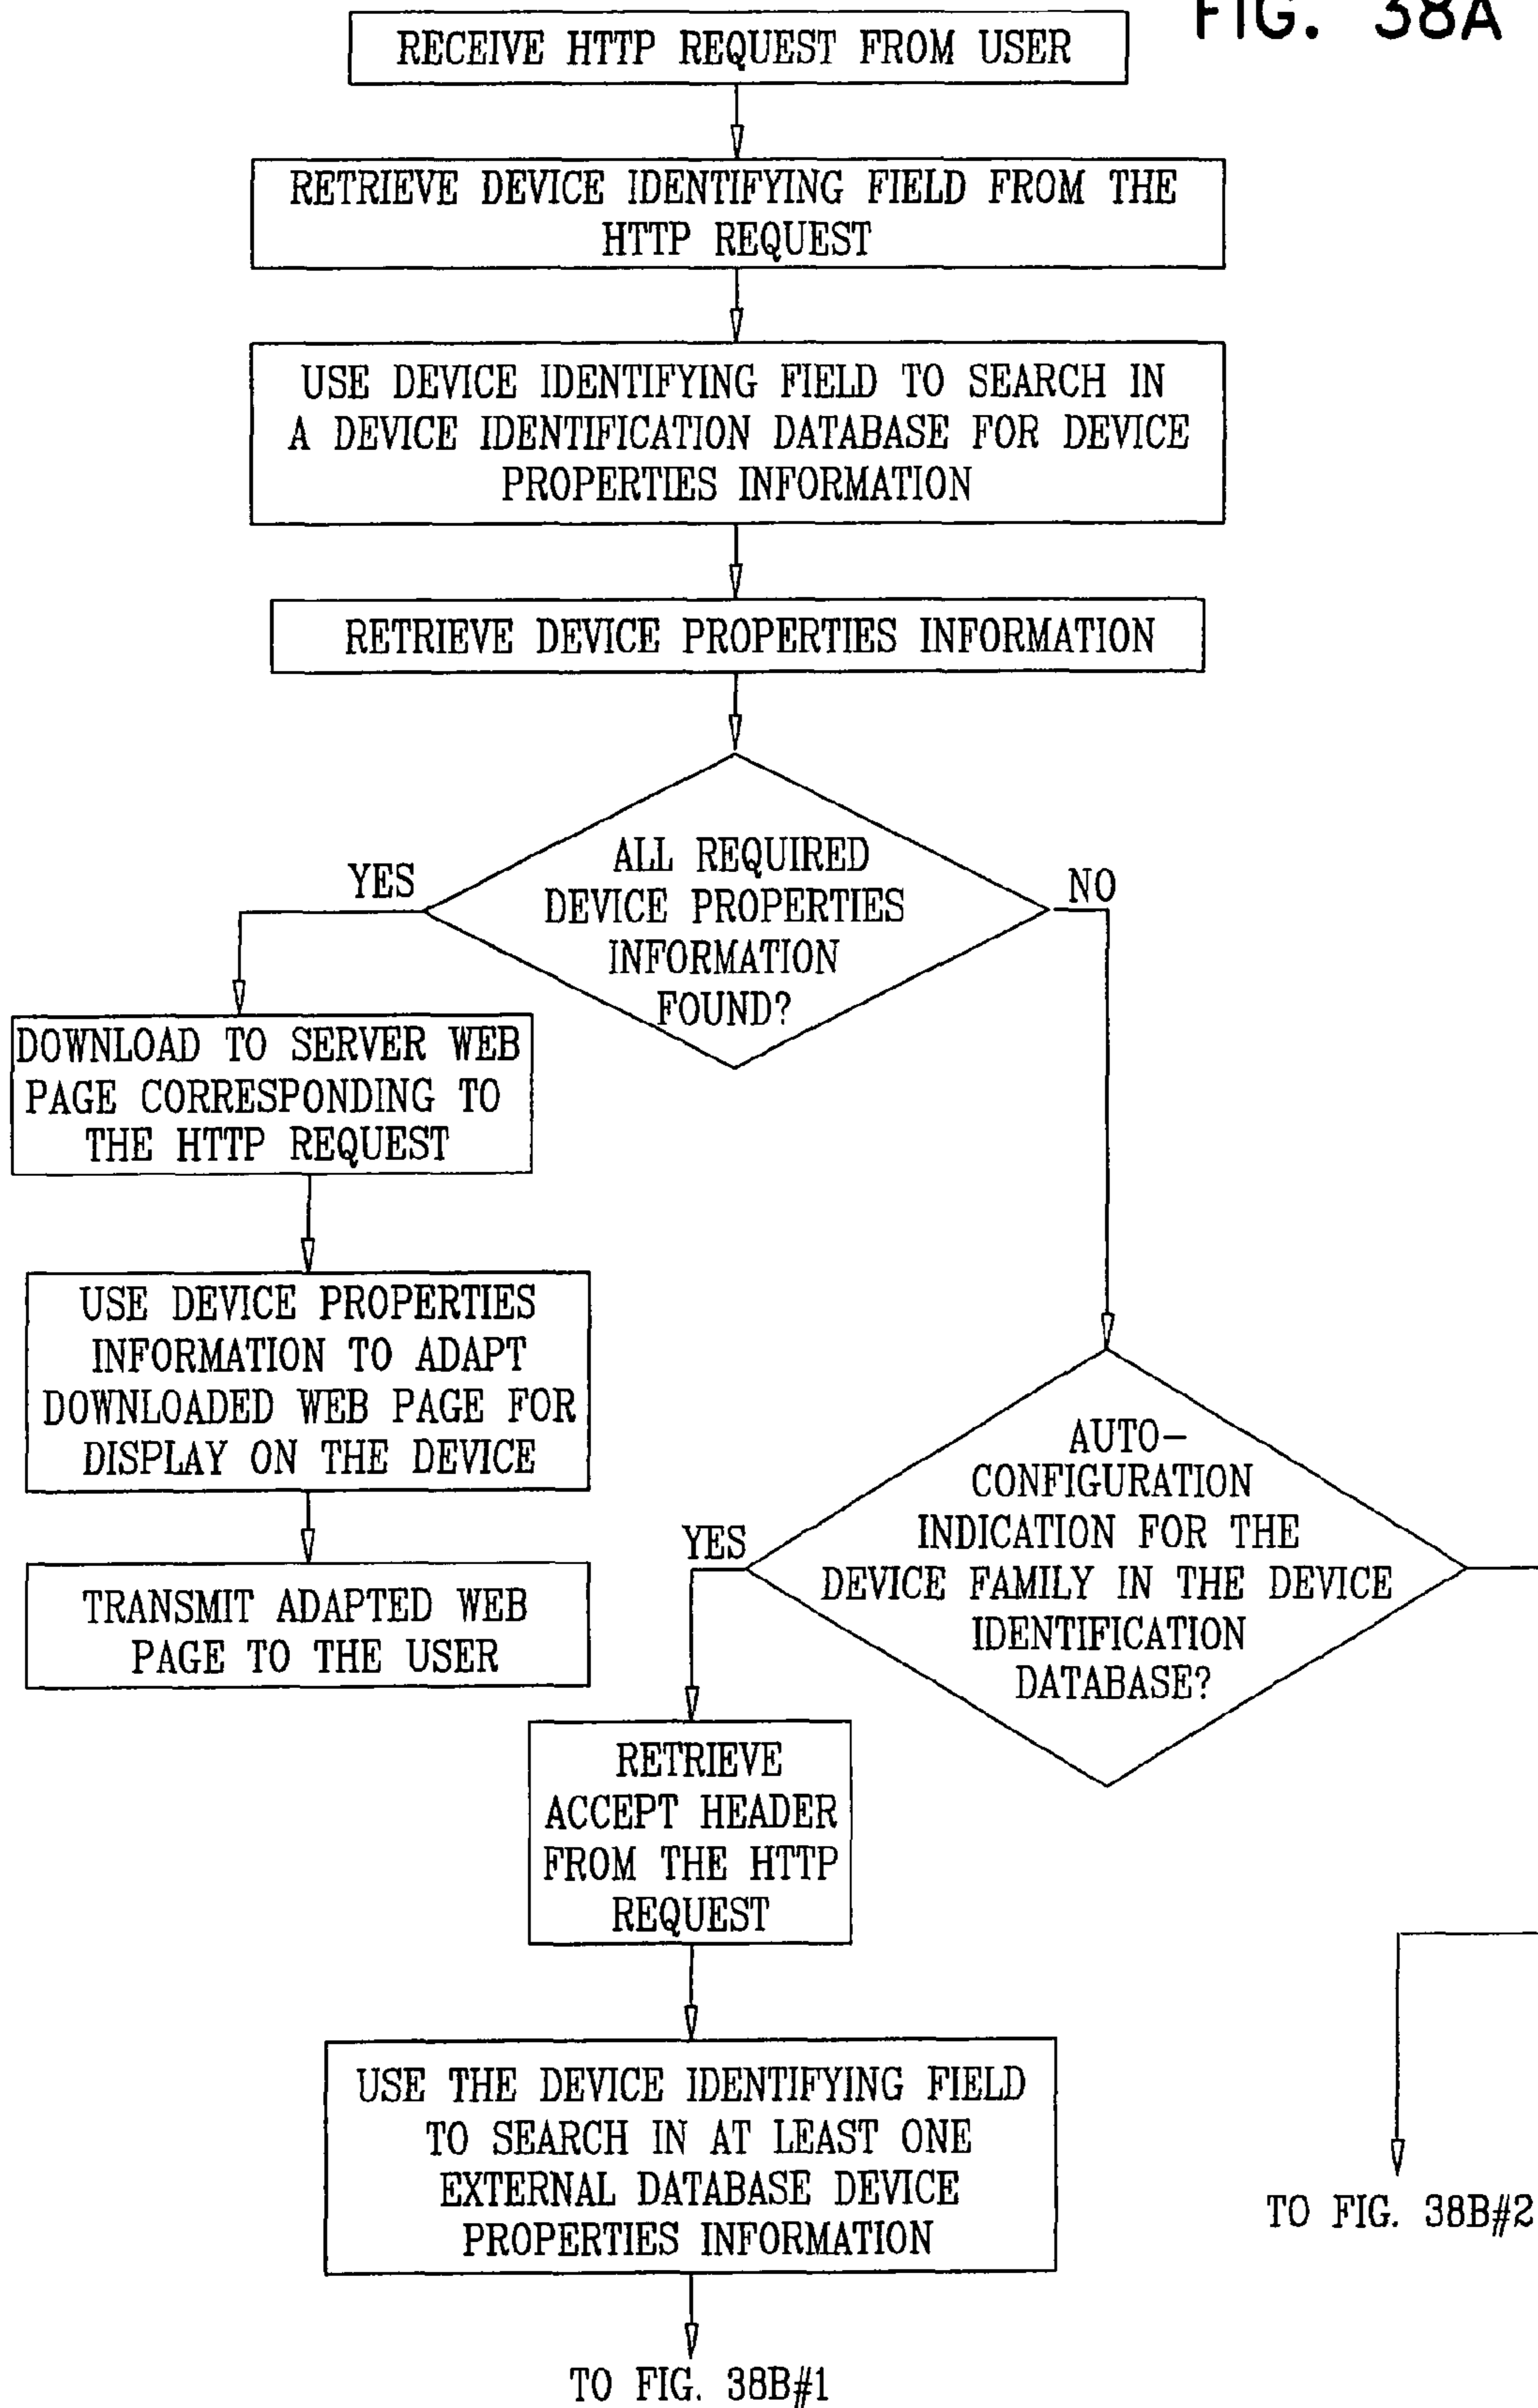 FIG. 38A
RECEIVE HTTP REQUEST FROM USER
RETRIEVE DEVICE IDENTIFYING FIELD FROM THE
HTTP REQUEST
USE DEVICE IDENTIFYING FIELD TO SEARCH IN
A DEVICE IDENTIFICATION DATABASE FOR DEVICE
PROPERTIES INFORMATION
RETRIEVE DEVICE PROPERTIES INFORMATION
ALL REQUIRED
DEVICE PROPERTIES
INFORMATION
FOUND?
YES
NO
DOWNLOAD TO SERVER WEB
PAGE CORRESPONDING TO
THE HTTP REQUEST
USE DEVICE PROPERTIES
INFORMATION TO ADAPT
DOWNLOADED WEB PAGE FOR
DISPLAY ON THE DEVICE
TRANSMIT ADAPTED WEB
PAGE TO THE USER
AUTO-
CONFIGURATION
INDICATION FOR THE
DEVICE FAMILY IN THE DEVICE
IDENTIFICATION
DATABASE?
YES
RETRIEVE
ACCEPT HEADER
FROM THE HTTP
REQUEST
USE THE DEVICE IDENTIFYING FIELD
TO SEARCH IN AT LEAST ONE
EXTERNAL DATABASE DEVICE
PROPERTIES INFORMATION
TO FIG. 38B#2
TO FIG. 38B#1